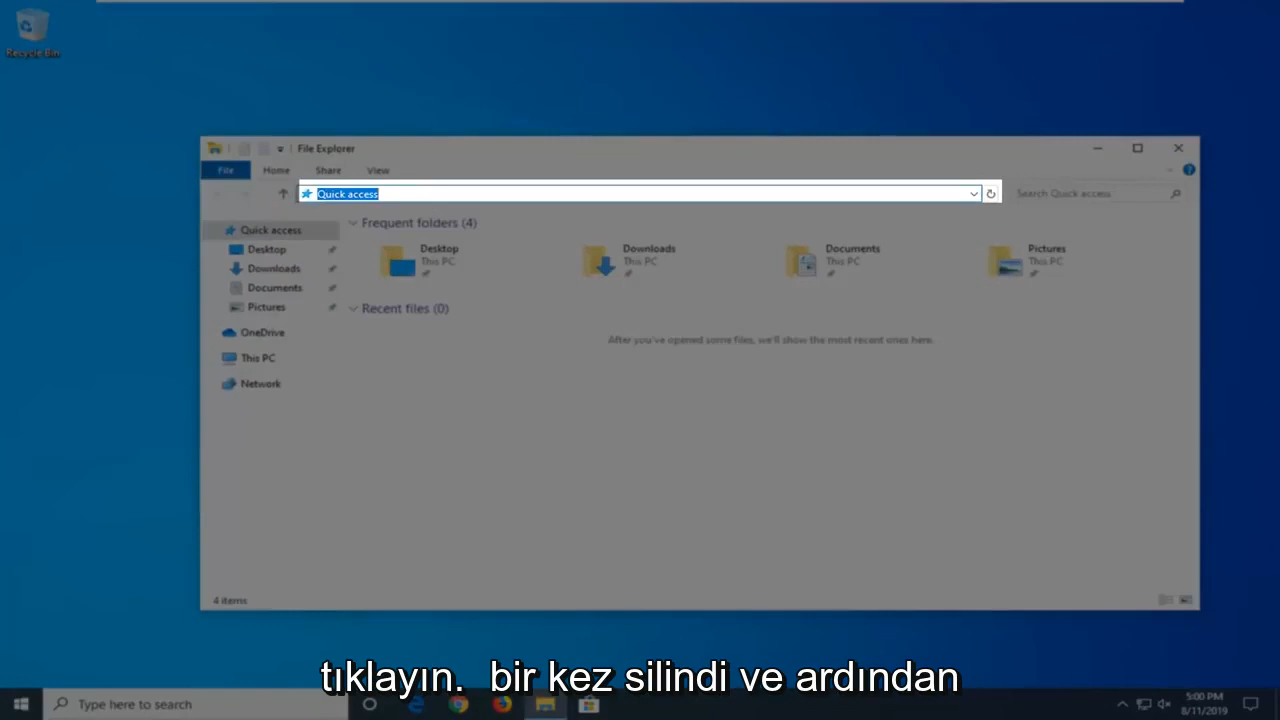 Recycle Bin
File Explorer
File Home Share View
Quick access
Search Quick access
Quick access
Desktop
Downloads
Documents
Pictures
OneDrive
This PC
Network
Frequent folders (4)
Desktop
This PC
Downloads
This PC
Documents
This PC
Pictures
This PC
Recent files (0)
After you've opened some files, we'll show the most recent ones here.
4 items
tıklayın. bir kez silindi ve ardından
Type here to search
5:00 PM
8/11/2019